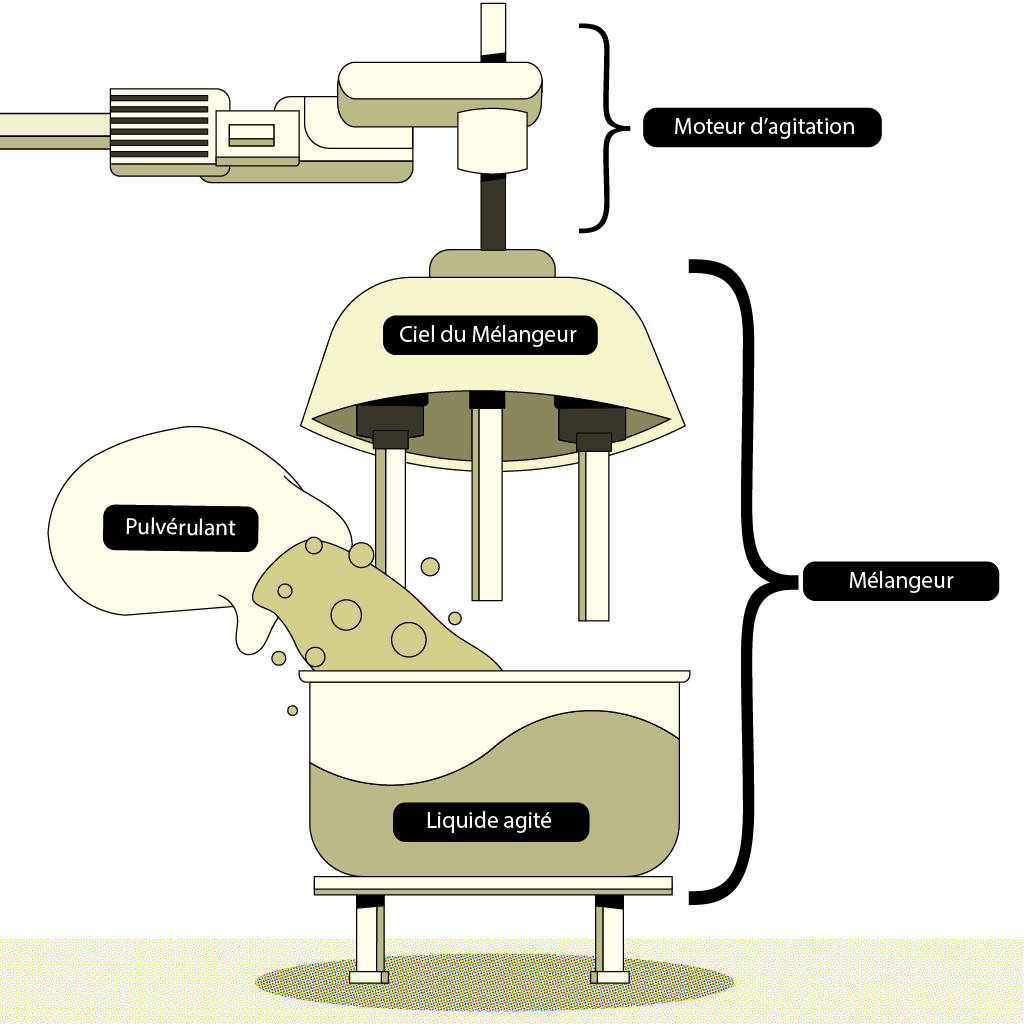 Moteur d’agitation
Ciel du Mélangeur
Pulvérulant
Mélangeur
Liquide agité